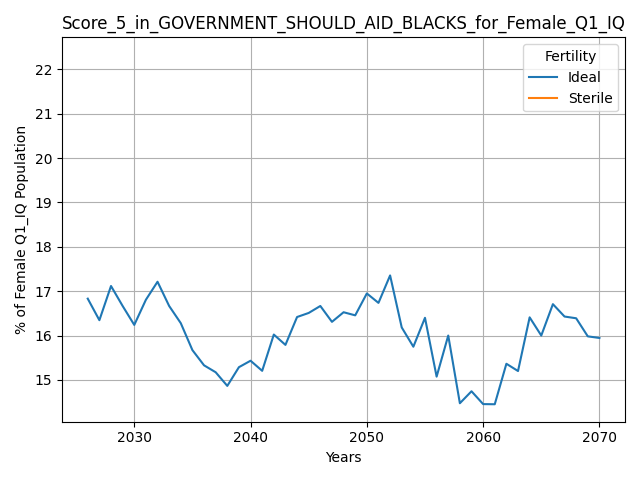 Score_5_in_GOVERNMENT_SHOULD_AID_BLACKS_for_Female_Q1_IQ
Fertility
Ideal
Sterile
22
21
20
19
18
17
16
15
% of Female Q1_IQ Population
2030 2040 2050 2060 2070
Years